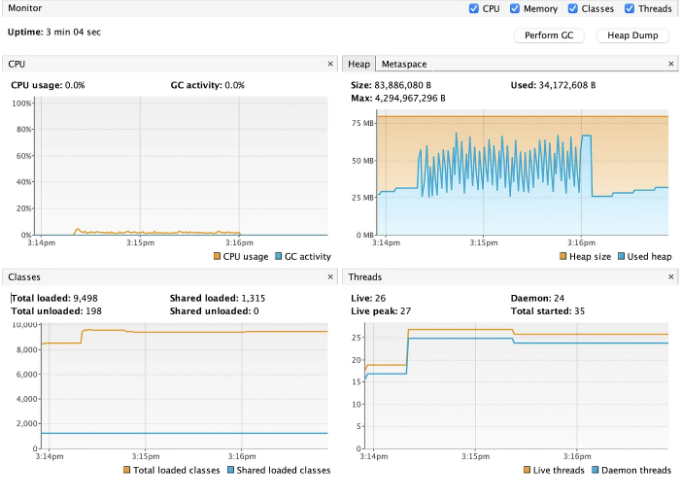 Monitor
CPU Memory Classes Threads
Uptime: 3 min 04 sec
Perform GC Heap Dump
CPU ×
CPU usage: 0.0% GC activity: 0.0%
100%
80%
60%
40%
20%
0%
3:14pm 3:15pm 3:16pm
CPU usage GC activity
Heap Metaspace ×
Size: 83,886,080 B Used: 34,172,608 B
Max: 4,294,967,296 B
75 MB
50 MB
25 MB
0 MB
3:14pm 3:15pm 3:16pm
Heap size Used heap
Classes ×
Total loaded: 9,498 Shared loaded: 1,315
Total unloaded: 198 Shared unloaded: 0
10,000
8,000
6,000
4,000
2,000
0
3:14pm 3:15pm 3:16pm
Total loaded classes Shared loaded classes
Threads ×
Live: 26 Daemon: 24
Live peak: 27 Total started: 35
25
20
15
10
5
0
3:14pm 3:15pm 3:16pm
Live threads Daemon threads